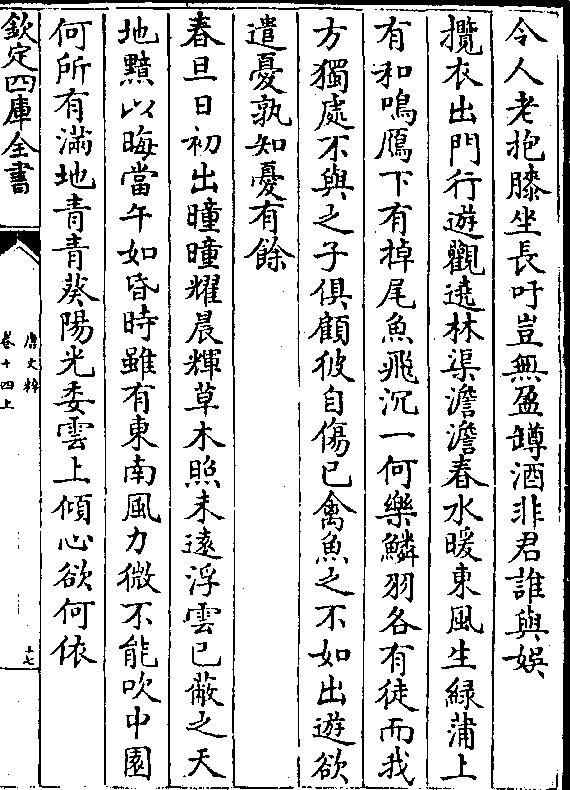 令人老抱膝坐長吁豈無盈罇酒非君誰與娛
攬衣出門行遊觀遶林渠澹澹春水暖東風生綠蒲上
有和鳴鴈下有掉尾魚飛沉一何樂鱗羽各有徒而我
方獨處不與之子俱顧彼自傷已禽魚之不如出遊欲
遣憂孰知憂有餘
春旦日初出曈曈耀晨輝草木照未遠浮雲已蔽之天
地黯以晦當午如昏時雖有東南風力微不能吹中園
何所有滿地青青葵陽光委雲上傾心欲何依
欽定四庫全書
唐文粹
卷十四上
十七